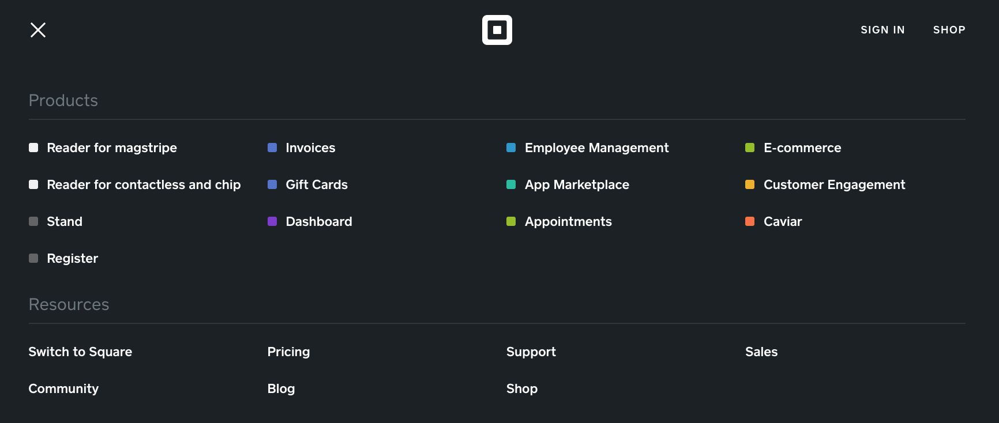 SIGN IN
SHOP
Products
Reader for magstripe
Invoices
Employee Management
E-commerce
Reader for contactless and chip
Gift Cards
App Marketplace
Customer Engagement
Stand
Dashboard
Appointments
Caviar
Register
Resources
Switch to Square
Pricing
Support
Sales
Community
Blog
Shop